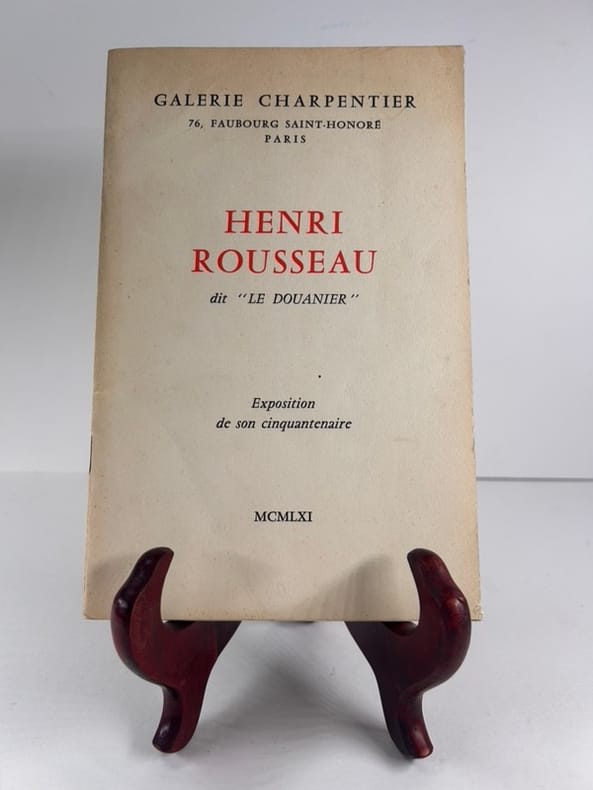 GALERIE CHARPENTIER
76, FAUBOURG SAINT-HONORÉ
PARIS
HENRI
ROUSSEAU
dit "LE DOUANIER"
Exposition
de son cinquantenaire
MCMLXI